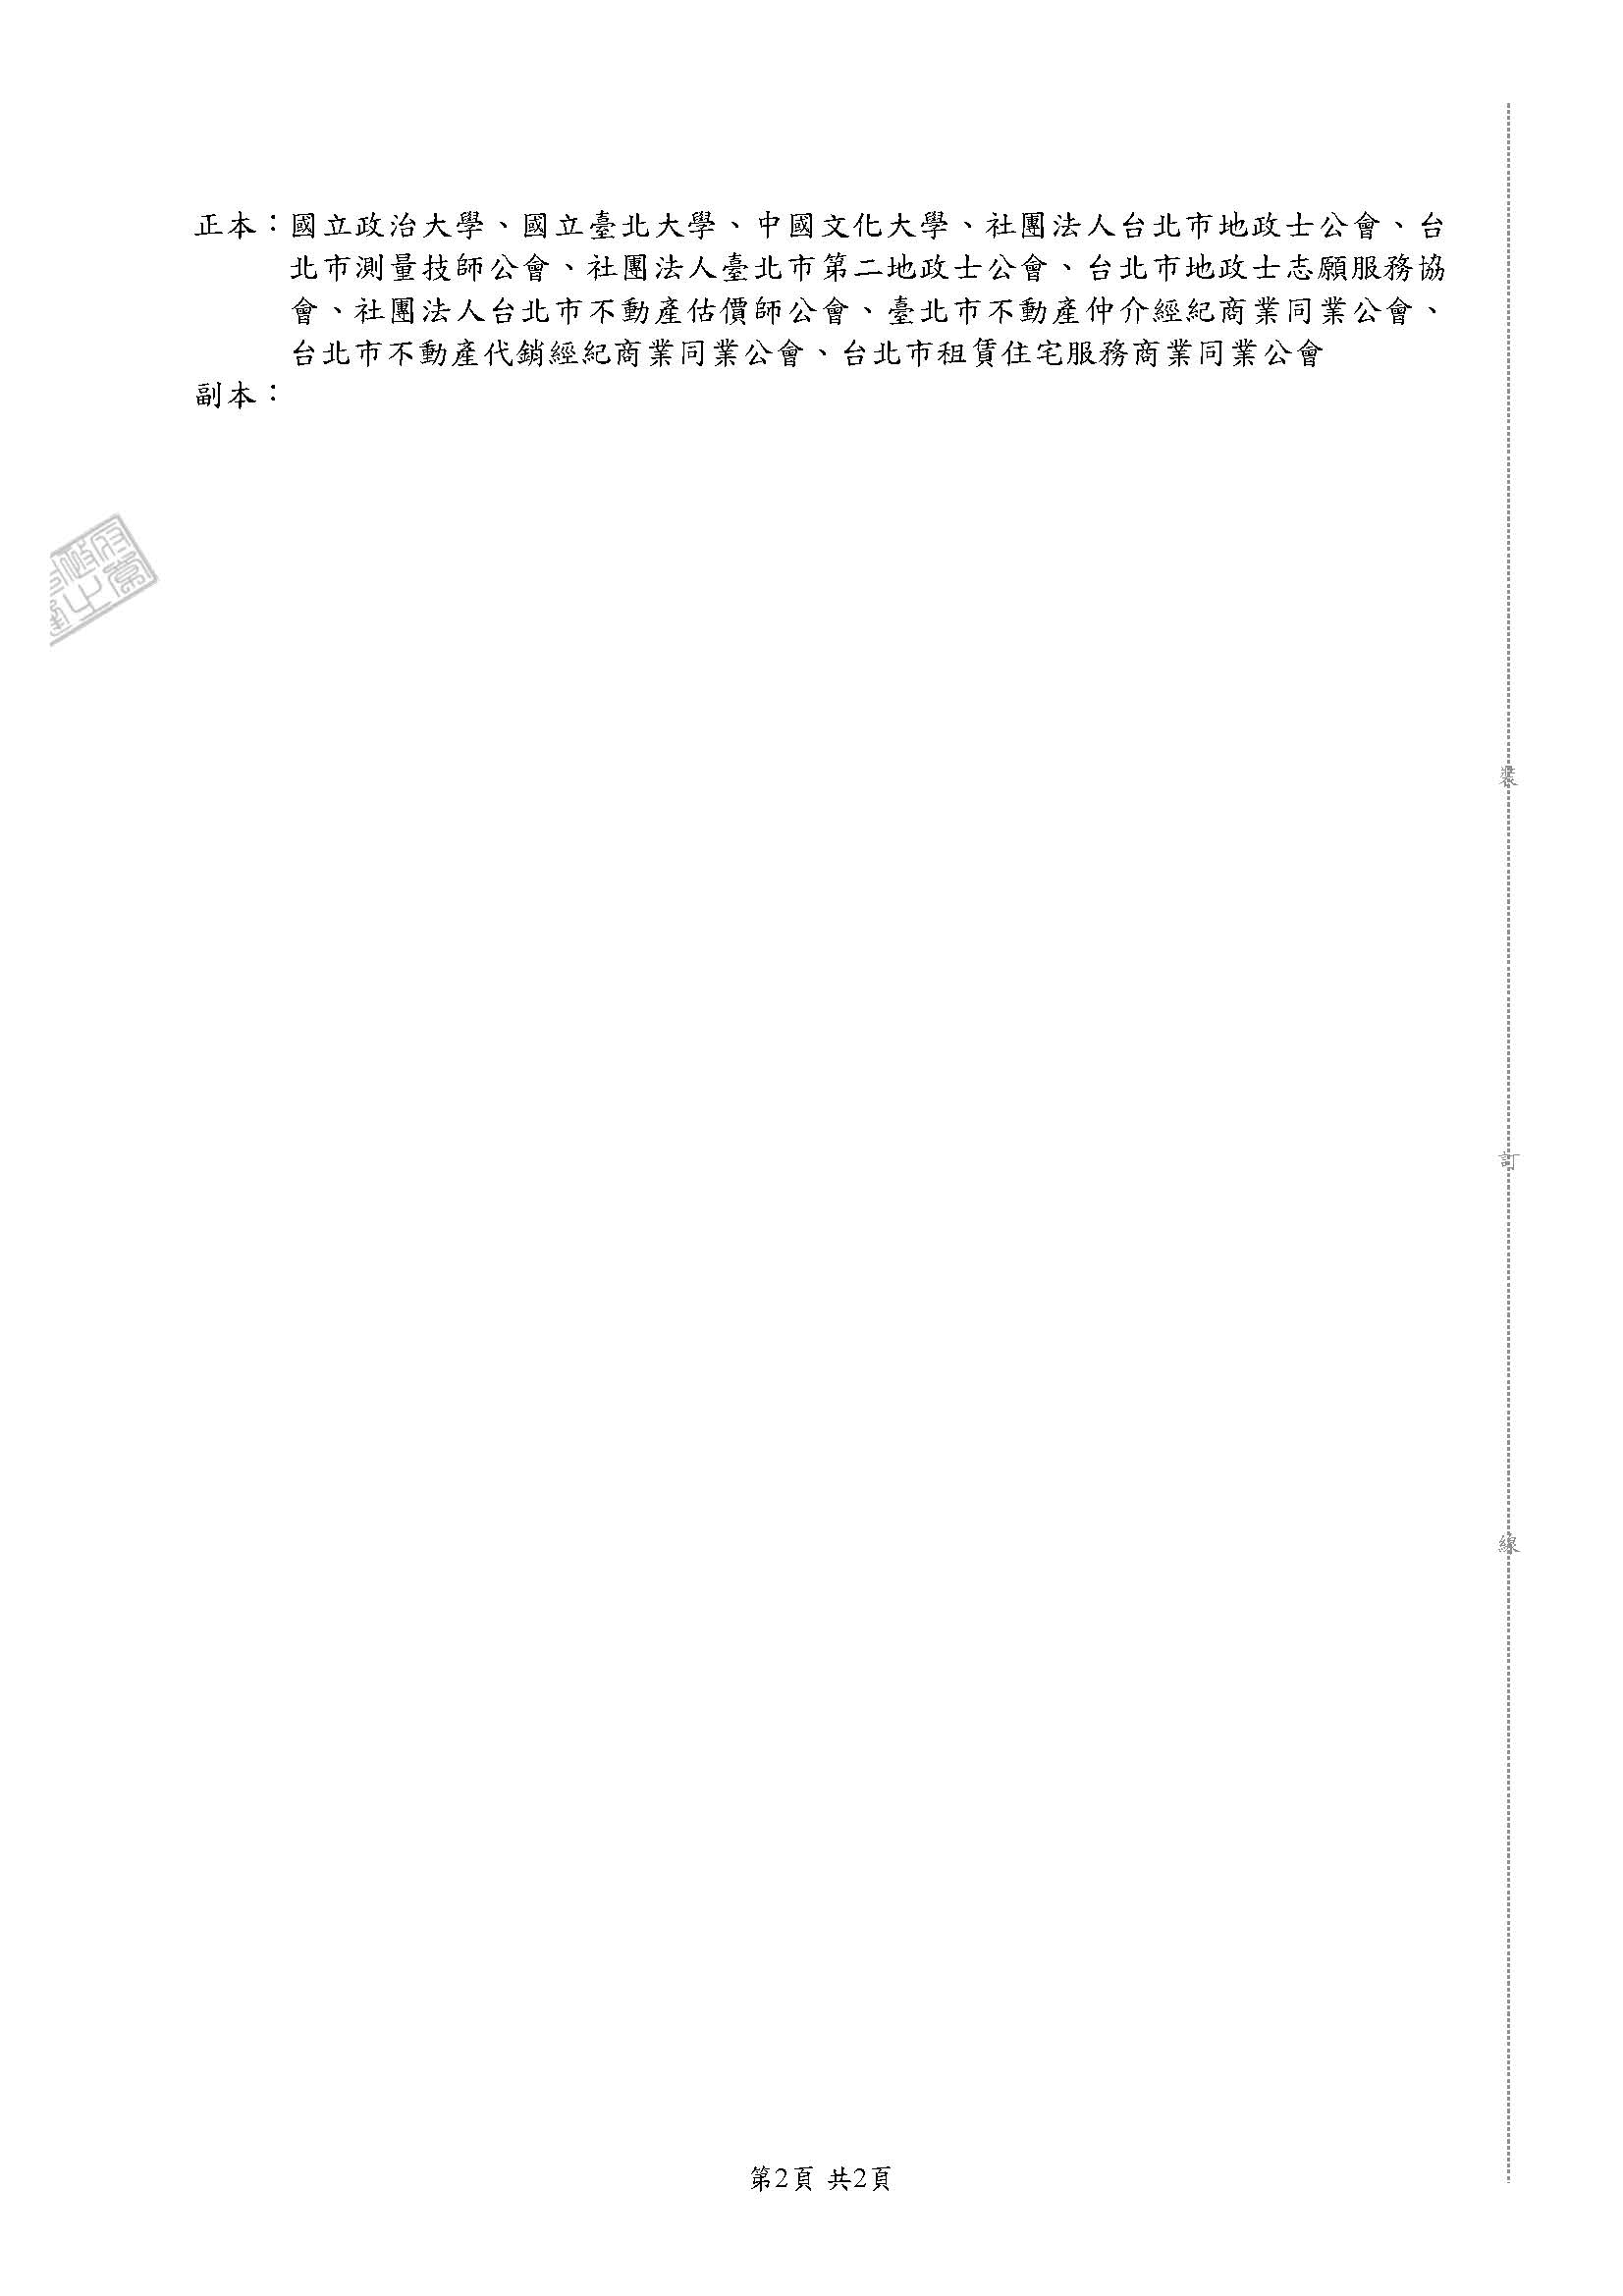 正本：國立政治大學、國立臺北大學、中國文化大學、社團法人台北市地政士公會、台
北市測量技師公會、社團法人臺北市第二地政士公會、台北市地政士志願服務協
會、社團法人台北市不動產估價師公會、臺北市不動產仲介經紀商業同業公會、
台北市不動產代銷經紀商業同業公會、台北市租賃住宅服務商業同業公會
副本：
裝
訂
線
第2頁 共2頁